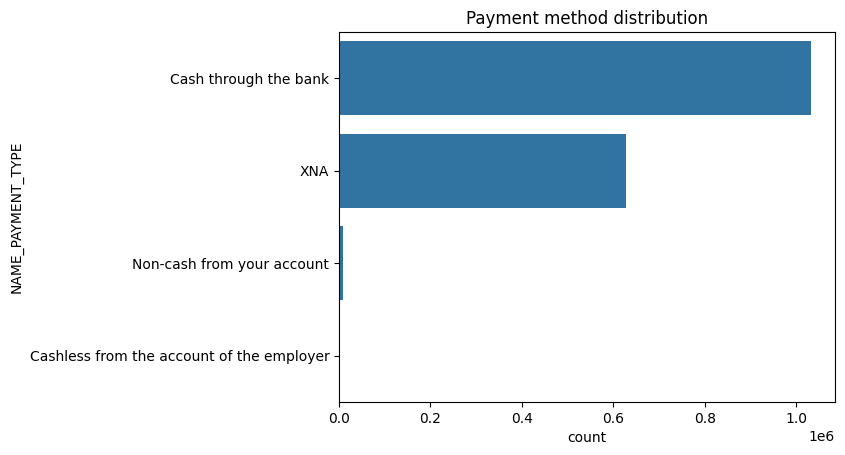 Payment method distribution
NAME_PAYMENT_TYPE
Cash through the bank
XNA
Non-cash from your account
Cashless from the account of the employer
0.0 0.2 0.4 0.6 0.8 1.0
1e6
count